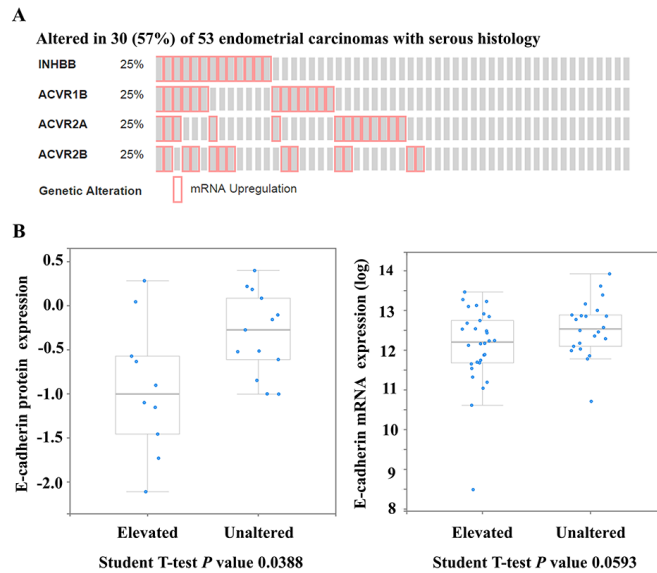 A
Altered in 30 (57%) of 53 endometrial carcinomas with serous histology
INHBB 25%
ACVR1B 25%
ACVR2A 25%
ACVR2B 25%
Genetic Alteration mRNA Upregulation
B
E-cadherin protein expression
0.5
0.0
-0.5
-1.0
-1.5
-2.0
Elevated Unaltered
Student T-test P value 0.0388
E-cadherin mRNA expression (log)
14
13
12
11
10
9
8
Elevated Unaltered
Student T-test P value 0.0593